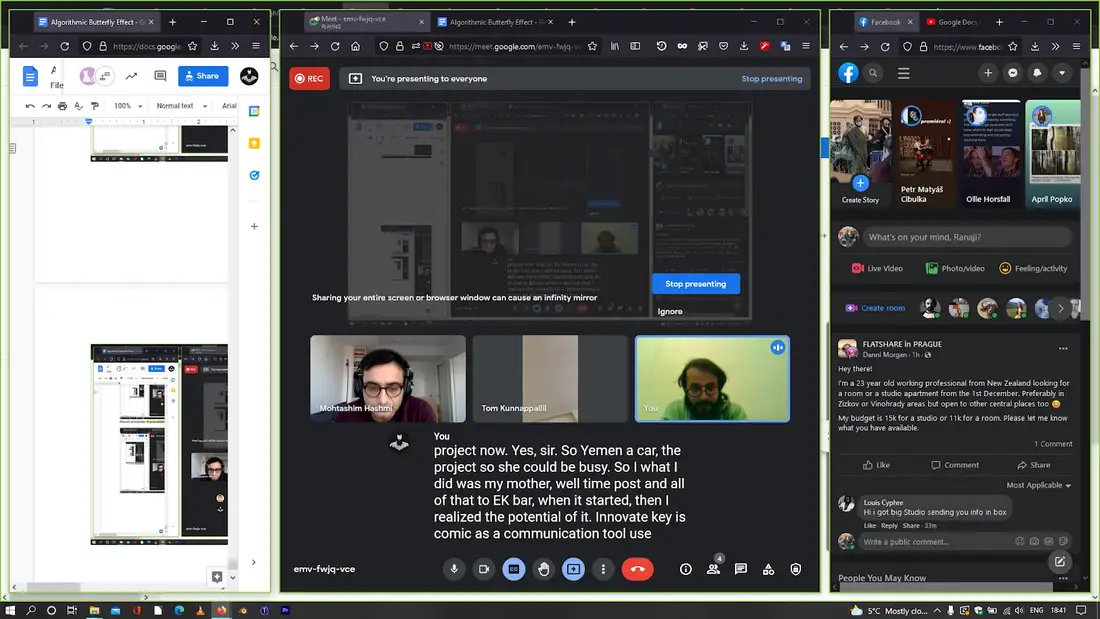 Algorithmic Butterfly Effect - G
https://docs.google
A
File
Share
100%
Normal text
Arial
1
1
2
Meet - emv-fwjq-vce
PLAYING
Algorithmic Butterfly Effect - G
https://meet.google.com/emv-fwjq-v
REC
You're presenting to everyone
Stop presenting
Stop presenting
Sharing your entire screen or browser window can cause an infinity mirror
Ignore
Mohtashim Hashmi
Tom Kunnappallil
You
You
project now. Yes, sir. So Yemen a car, the
project so she could be busy. So I what I
did was my mother, well time post and all
of that to EK bar, when it started, then I
realized the potential of it. Innovate key is
comic as a communication tool use
emv-fwjq-vce
4
Facebook
Google Docs
https://www.facebo
Create Story
premiéra! :)
Petr Matyáš
Cibulka
Ollie Horsfall
April Popko
What's on your mind, Ranaji?
Live Video
Photo/video
Feeling/activity
Create room
FLATSHARE in PRAGUE
Danni Morgan · 1h ·
Hey there!
I'm a 23 year old working professional from New Zealand looking for
a room or a studio apartment from the 1st December. Preferably in
Zizkov or Vinohrady areas but open to other central places too 😄
My budget is 15k for a studio or 11k for a room. Please let me know
what you have available.
1 Comment
Like
Comment
Share
Most Applicable
Louis Cyphre
Hi i got big Studio sending you info in box
Like · Reply · Share · 33m
Write a public comment...
People You May Know
5°C Mostly clo...
ENG
18:41